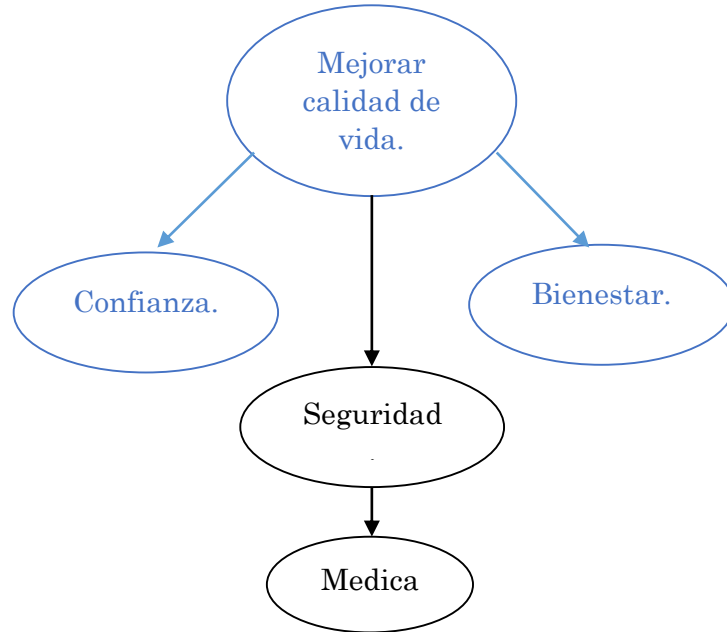 Mejorar
calidad de
vida.
Confianza.
Bienestar.
Seguridad
.
Medica